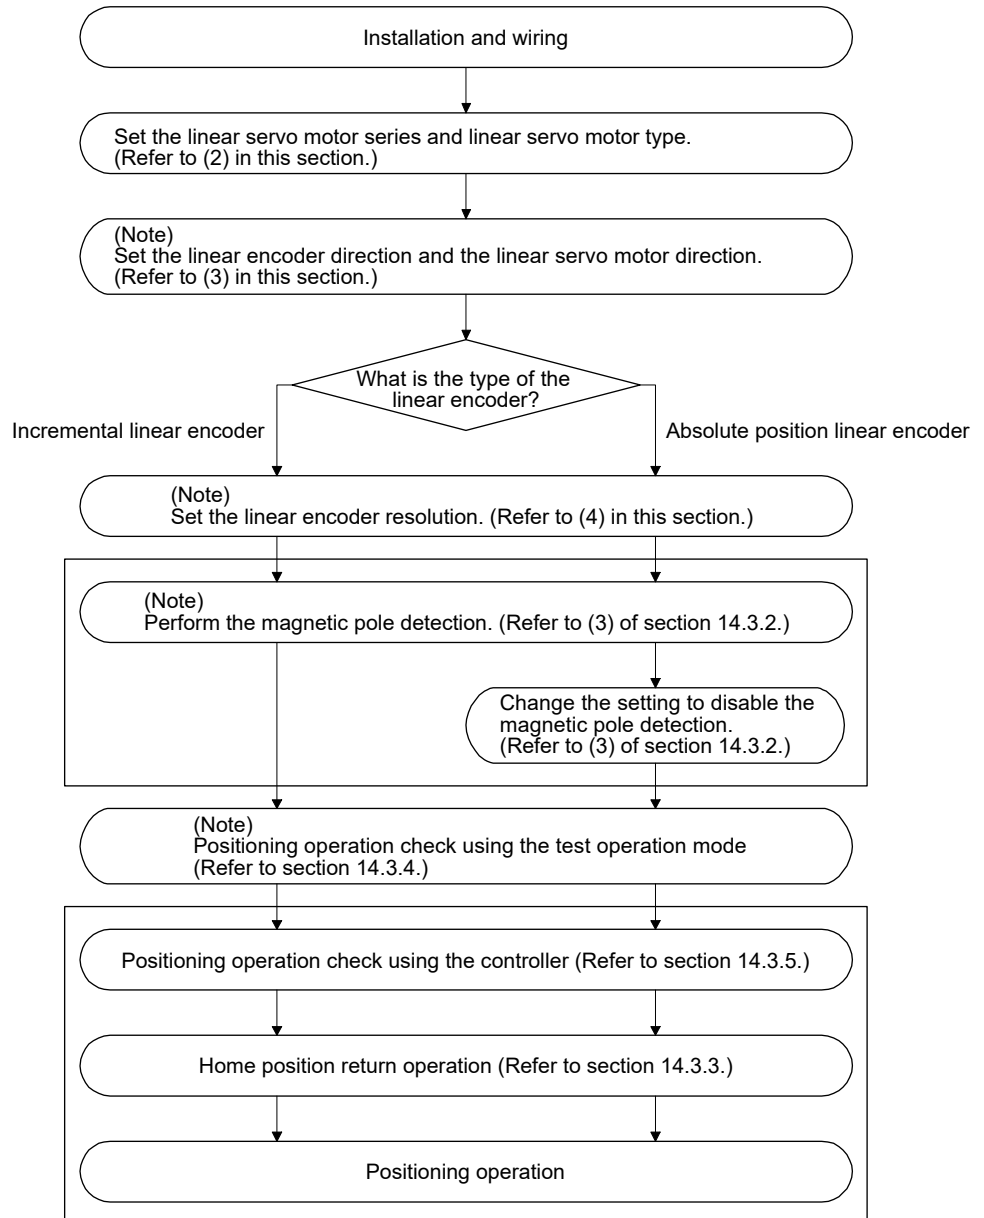 Installation and wiring
Set the linear servo motor series and linear servo motor type.
(Refer to (2) in this section.)
(Note)
Set the linear encoder direction and the linear servo motor direction.
(Refer to (3) in this section.)
What is the type of the
linear encoder?
Incremental linear encoder
Absolute position linear encoder
(Note)
Set the linear encoder resolution. (Refer to (4) in this section.)
(Note)
Perform the magnetic pole detection. (Refer to (3) of section 14.3.2.)
Change the setting to disable the
magnetic pole detection.
(Refer to (3) of section 14.3.2.)
(Note)
Positioning operation check using the test operation mode
(Refer to section 14.3.4.)
Positioning operation check using the controller (Refer to section 14.3.5.)
Home position return operation (Refer to section 14.3.3.)
Positioning operation